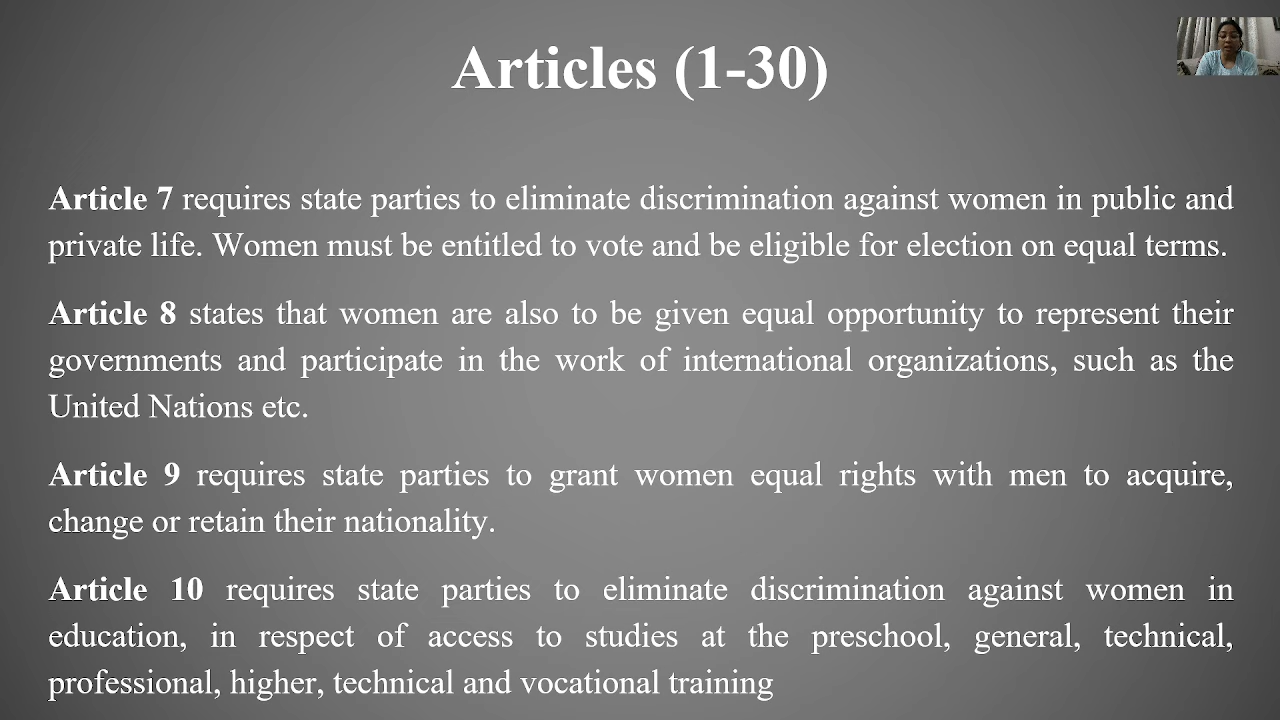 Articles (1-30)
Article 7 requires state parties to eliminate discrimination against women in public and
private life. Women must be entitled to vote and be eligible for election on equal terms.
Article 8 states that women are also to be given equal opportunity to represent their
governments and participate in the work of international organizations, such as the
United Nations etc.
Article 9 requires state parties to grant women equal rights with men to acquire,
change or retain their nationality.
Article 10 requires state parties to eliminate discrimination against women in
education, in respect of access to studies at the preschool, general, technical,
professional, higher, technical and vocational training